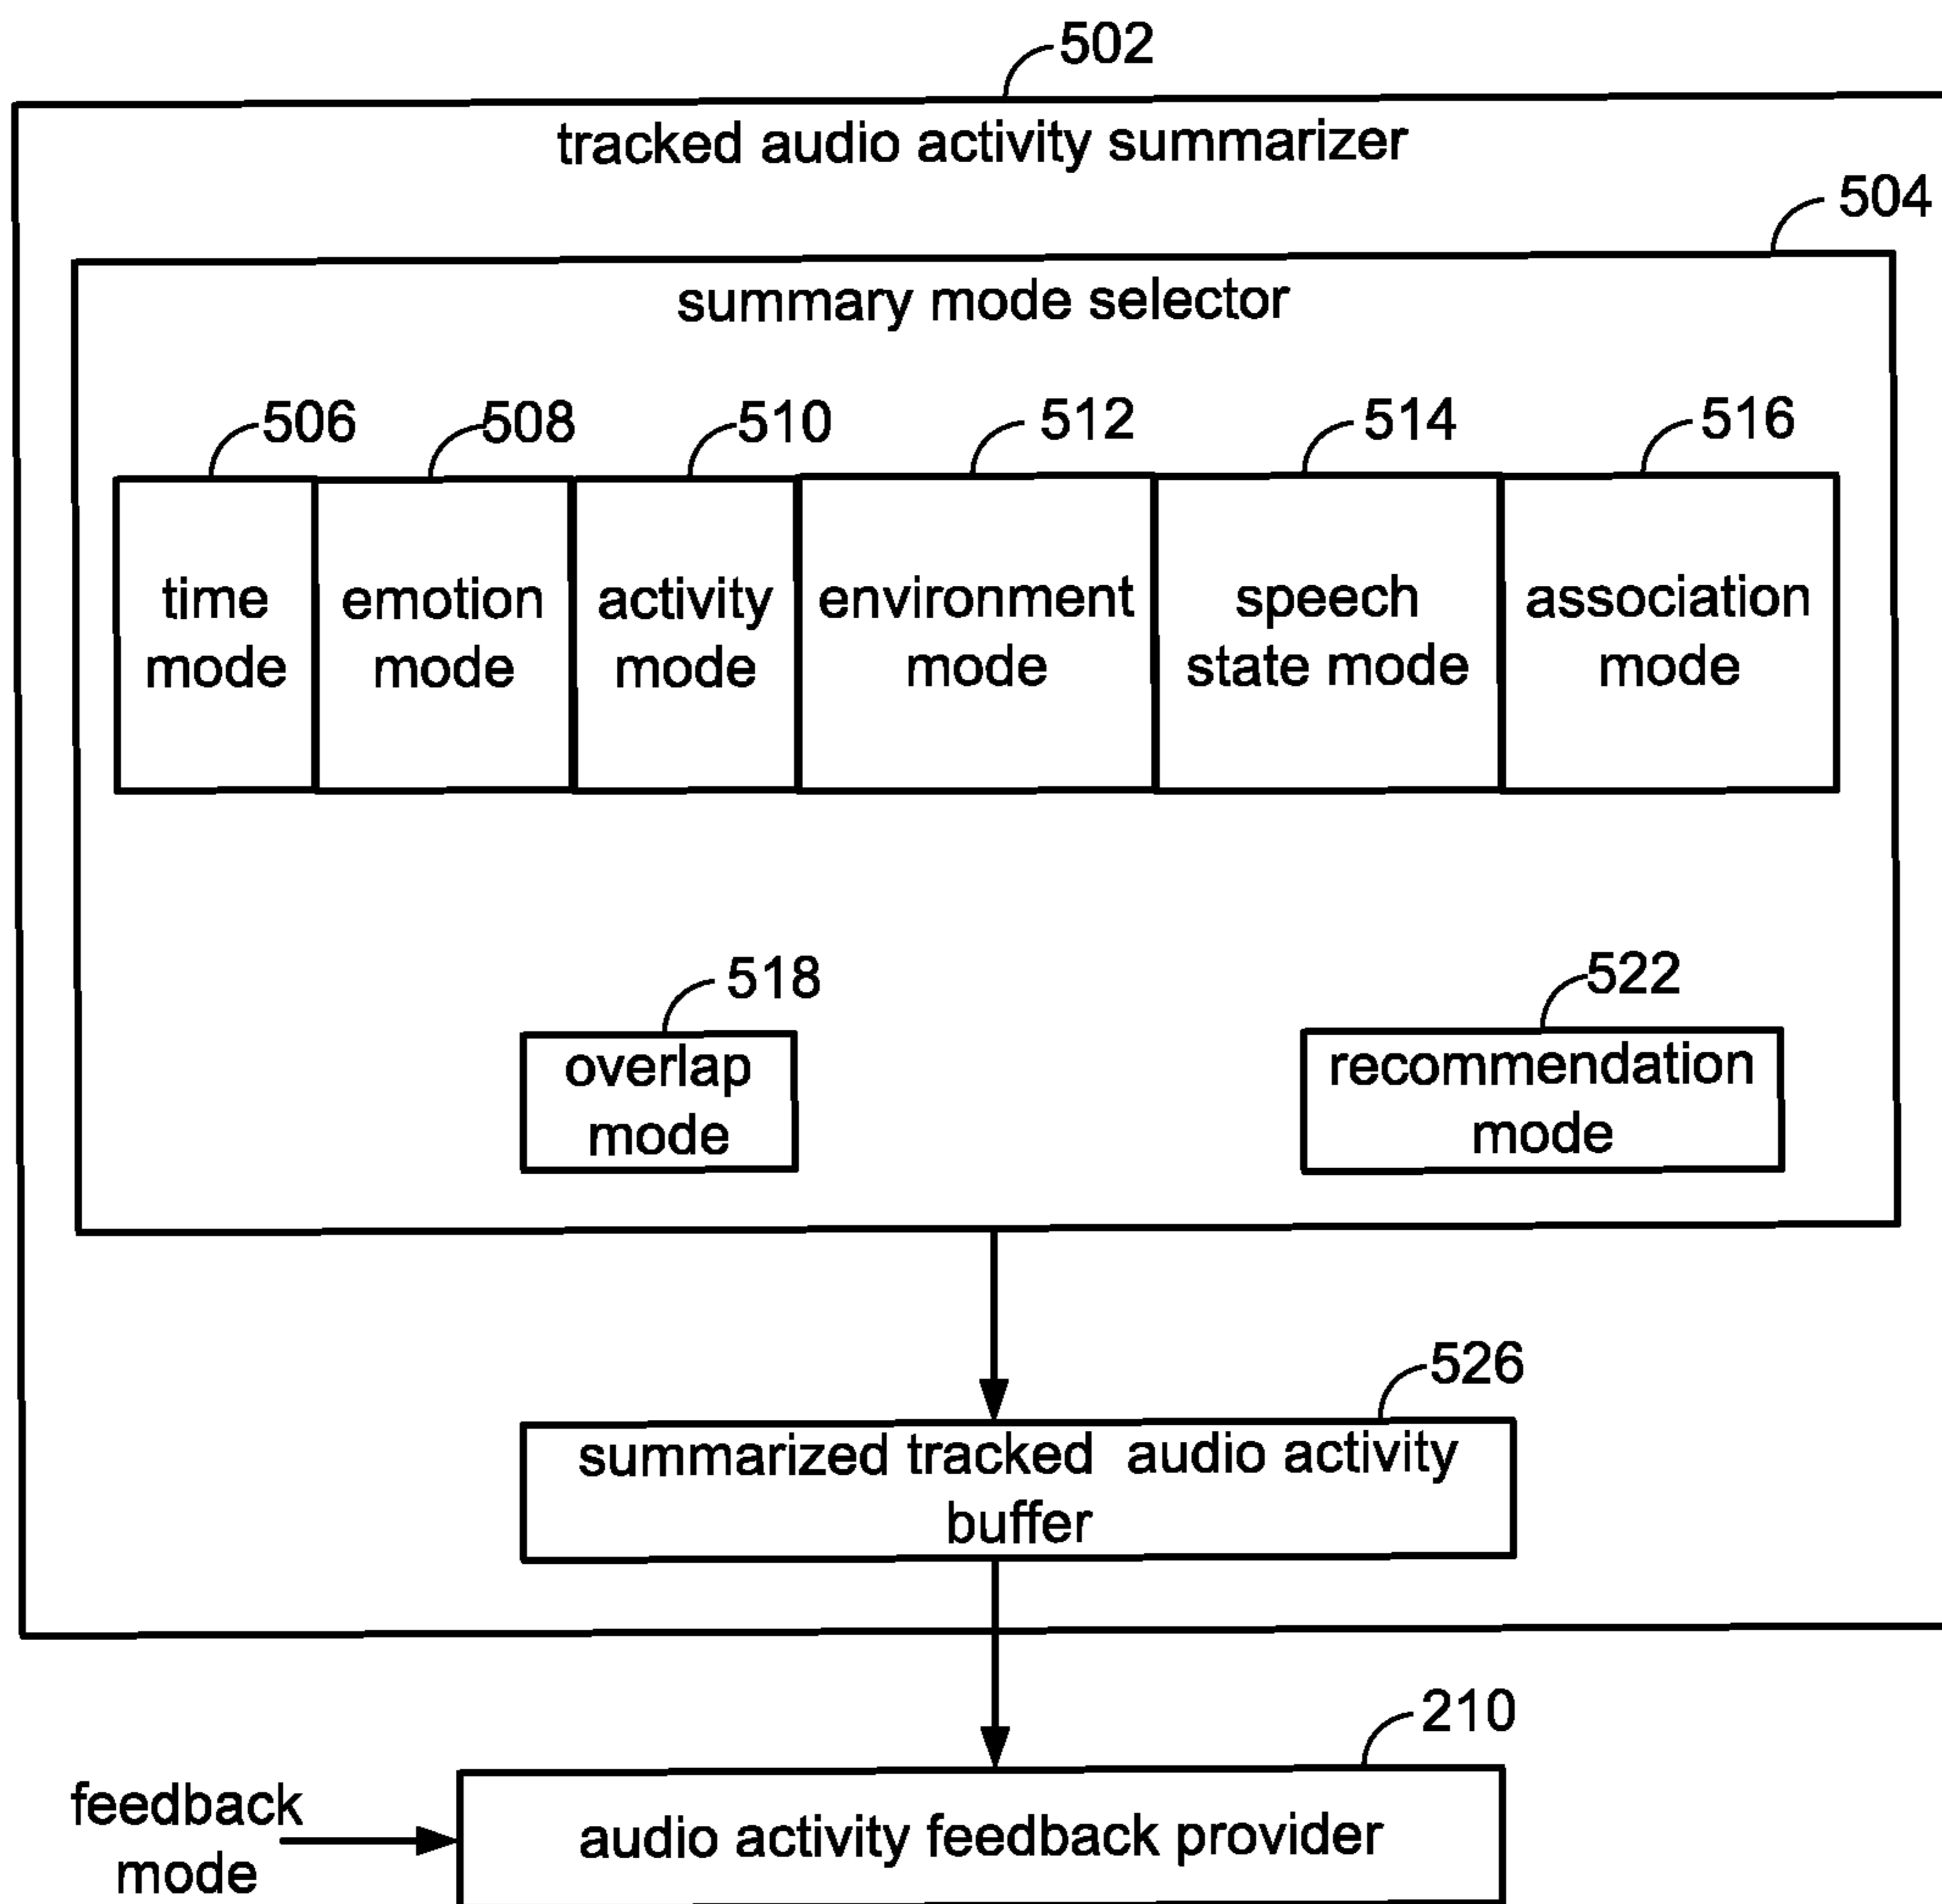 502
tracked audio activity summarizer
504
summary mode selector
506
508
510
512
514
516
time
mode
emotion
mode
activity
mode
environment
mode
speech
state mode
association
mode
518
522
overlap
mode
recommendation
mode
526
summarized tracked audio activity
buffer
210
feedback
mode
audio activity feedback provider